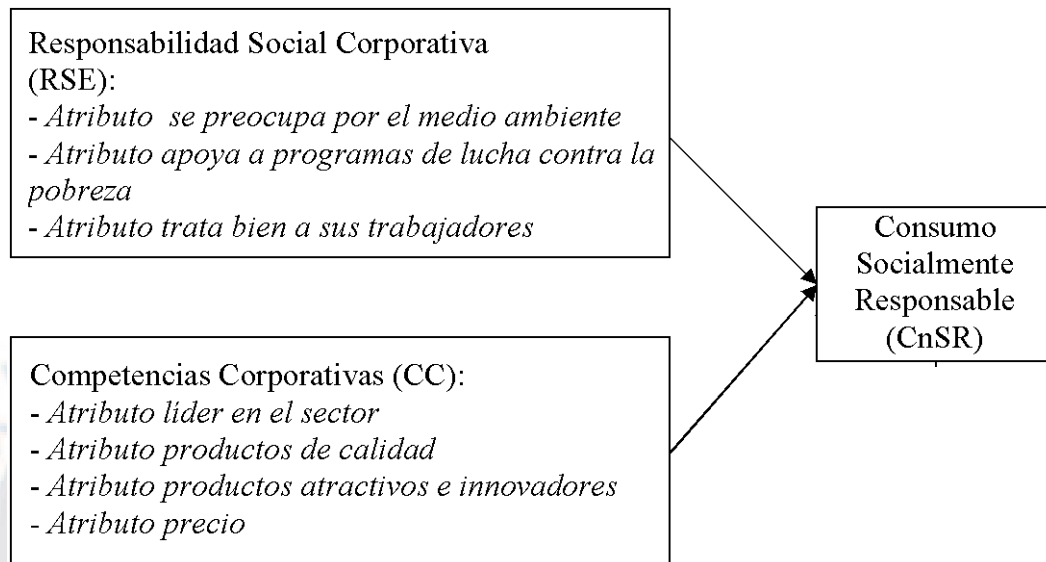 Responsabilidad Social Corporativa
(RSE):
- Atributo se preocupa por el medio ambiente
- Atributo apoya a programas de lucha contra la
pobreza
- Atributo trata bien a sus trabajadores
Competencias Corporativas (CC):
- Atributo líder en el sector
- Atributo productos de calidad
- Atributo productos atractivos e innovadores
- Atributo precio
Consumo
Socialmente
Responsable
(CnSR)